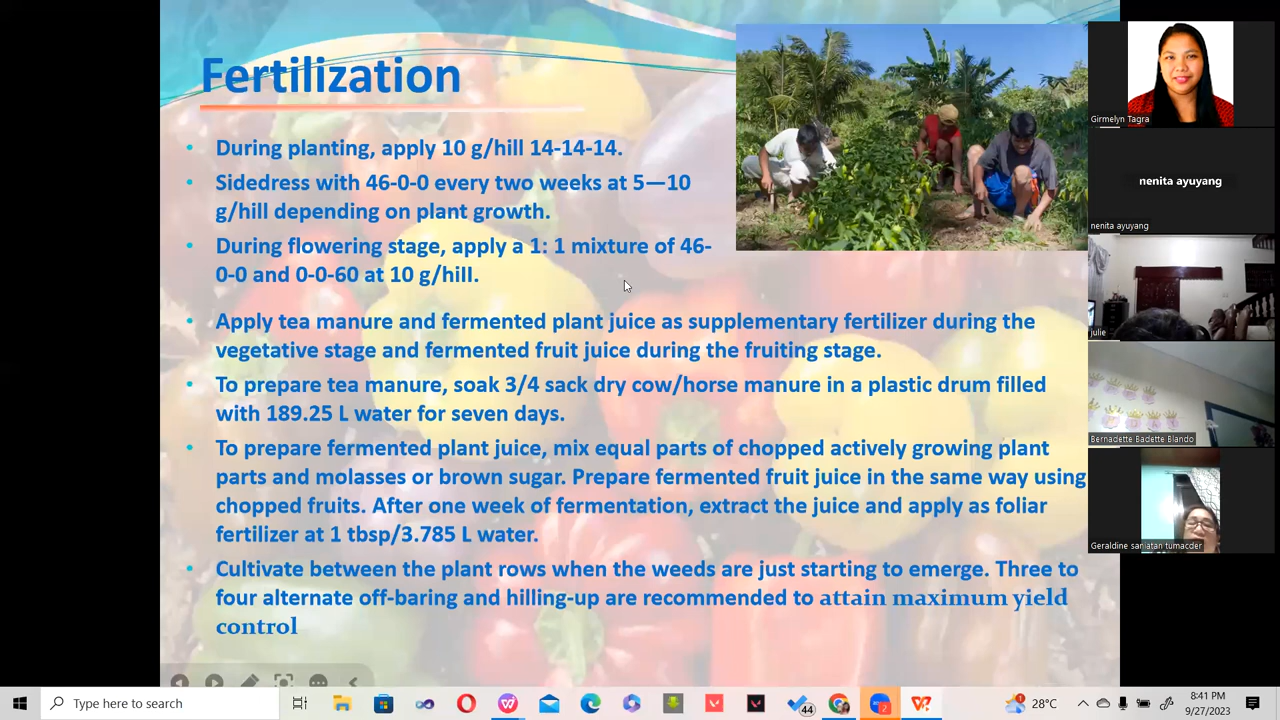 Fertilization
• During planting, apply 10 g/hill 14-14-14.
• Sidedress with 46-0-0 every two weeks at 5—10
g/hill depending on plant growth.
• During flowering stage, apply a 1: 1 mixture of 46-
0-0 and 0-0-60 at 10 g/hill.
• Apply tea manure and fermented plant juice as supplementary fertilizer during the
vegetative stage and fermented fruit juice during the fruiting stage.
• To prepare tea manure, soak 3/4 sack dry cow/horse manure in a plastic drum filled
with 189.25 L water for seven days.
• To prepare fermented plant juice, mix equal parts of chopped actively growing plant
parts and molasses or brown sugar. Prepare fermented fruit juice in the same way using
chopped fruits. After one week of fermentation, extract the juice and apply as foliar
fertilizer at 1 tbsp/3.785 L water.
• Cultivate between the plant rows when the weeds are just starting to emerge. Three to
four alternate off-baring and hilling-up are recommended to attain maximum yield
control
Girmelyn Tagra
nenita ayuyang
nenita ayuyang
julie
Bernadette Badette Blando
Geraldine saniatan tumacder
Type here to search
44
2
1
28°C
8:41 PM
9/27/2023